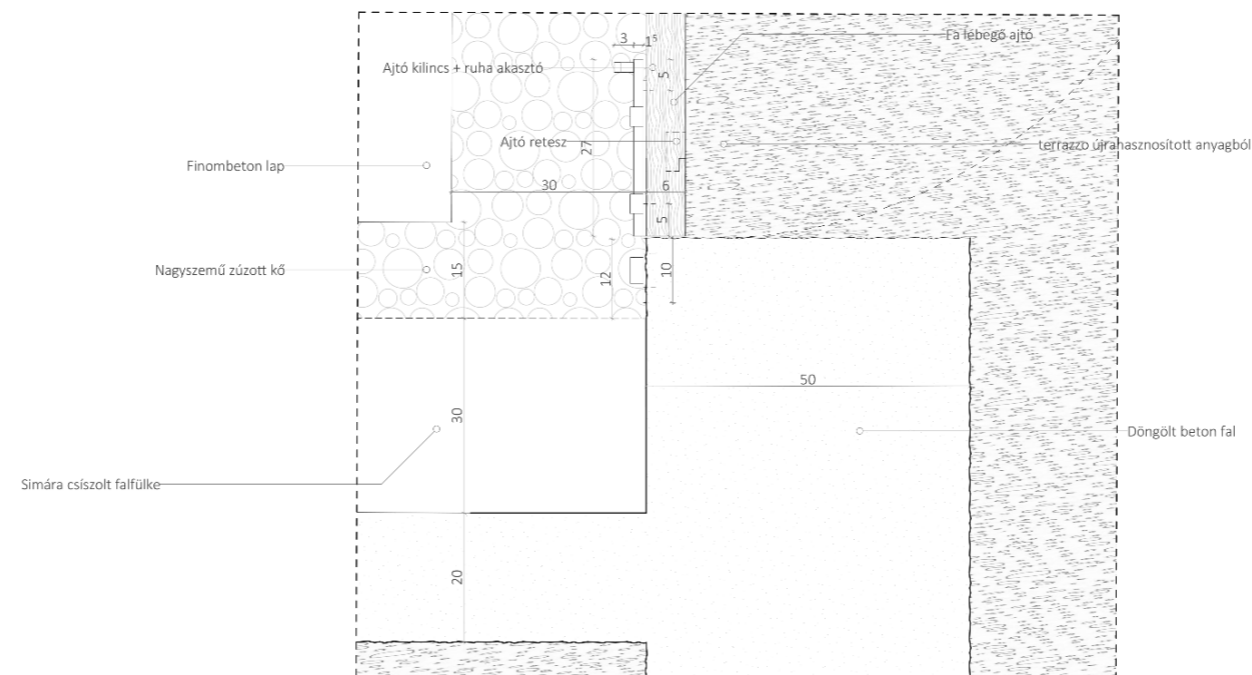 Fa lebegő ajtó
3
1⁵
Ajtó kilincs + ruha akasztó
5
Ajtó retesz
27
terrazzo újrahasznosított anyagból
Finombeton lap
30
6
5
Nagyszemű zúzott kő
15
12
10
50
30
Döngölt beton fal
Simára csíszolt falfülke
20